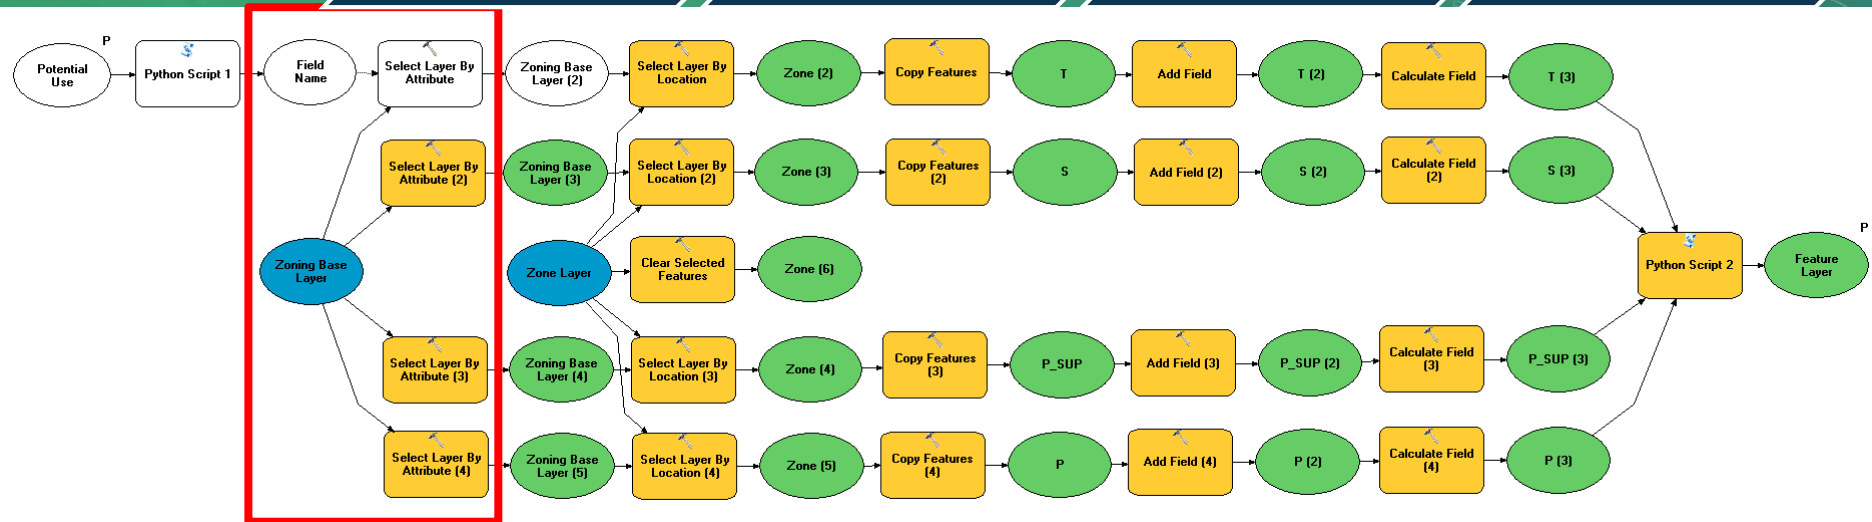 P
Potential
Use
Python Script 1
Field
Name
Select Layer By
Attribute
Zoning Base
Layer (2)
Select Layer By
Location
Zone (2)
Copy Features
T
Add Field
T (2)
Calculate Field
T (3)
Select Layer By
Attribute (2)
Zoning Base
Layer (3)
Select Layer By
Location (2)
Zone (3)
Copy Features
(2)
S
Add Field (2)
S (2)
Calculate Field
(2)
S (3)
Zoning Base
Layer
Zone Layer
Clear Selected
Features
Zone (6)
Python Script 2
P
Feature
Layer
Select Layer By
Attribute (3)
Zoning Base
Layer (4)
Select Layer By
Location (3)
Zone (4)
Copy Features
(3)
P_SUP
Add Field (3)
P_SUP (2)
Calculate Field
(3)
P_SUP (3)
Select Layer By
Attribute (4)
Zoning Base
Layer (5)
Select Layer By
Location (4)
Zone (5)
Copy Features
(4)
P
Add Field (4)
P (2)
Calculate Field
(4)
P (3)